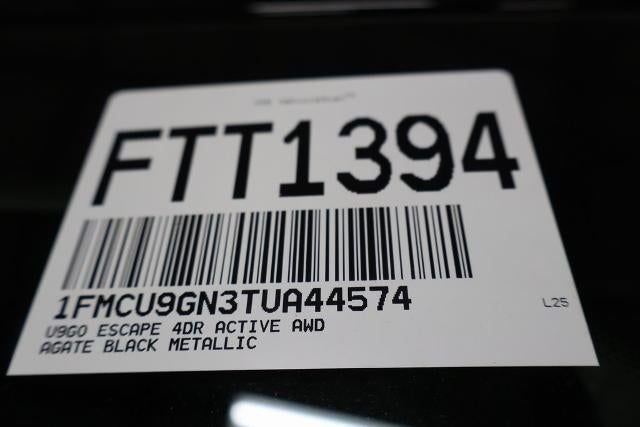 FTT1394
1FMCU9GN3TUA44574
U9G0 ESCAPE 4DR ACTIVE AWD
AGATE BLACK METALLIC
L25